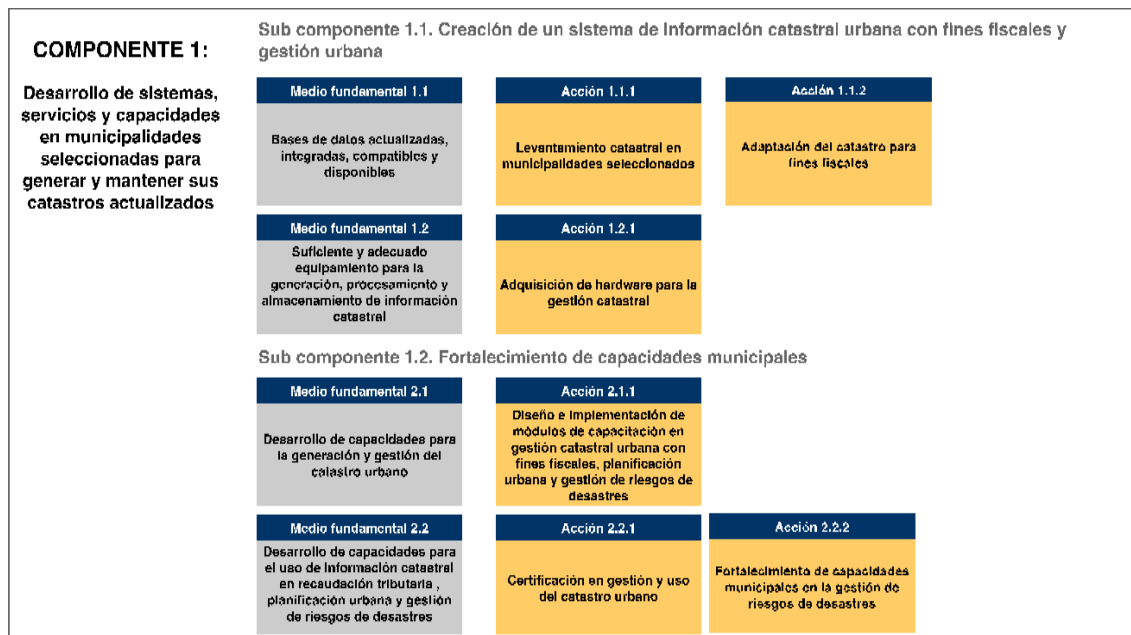 COMPONENTE 1:
Desarrollo de sistemas,
servicios y capacidades
en municipalidades
seleccionadas para
generar y mantener sus
catastros actualizados
Sub componente 1.1. Creación de un sistema de información catastral urbana con fines fiscales y
gestión urbana
Medio fundamental 1.1
Bases de datos actualizadas,
integradas, compatibles y
disponibles
Acción 1.1.1
Levantamiento catastral en
municipalidades seleccionados
Acción 1.1.2
Adaptación del catastro para
fines fiscales
Medio fundamental 1.2
Suficiente y adecuado
equipamiento para la
generación, procesamiento y
almacenamiento de información
catastral
Acción 1.2.1
Adquisición de hardware para la
gestión catastral
Sub componente 1.2. Fortalecimiento de capacidades municipales
Medio fundamental 2.1
Desarrollo de capacidades para
la generación y gestión del
catastro urbano
Acción 2.1.1
Diseño e implementación de
módulos de capacitación en
gestión catastral urbana con
fines fiscales, planificación
urbana y gestión de riesgos de
desastres
Medio fundamental 2.2
Desarrollo de capacidades para
el uso de información catastral
en recaudación tributaria ,
planificación urbana y gestión
de riesgos de desastres
Acción 2.2.1
Certificación en gestión y uso
del catastro urbano
Acción 2.2.2
Fortalecimiento de capacidades
municipales en la gestión de
riesgos de desastres